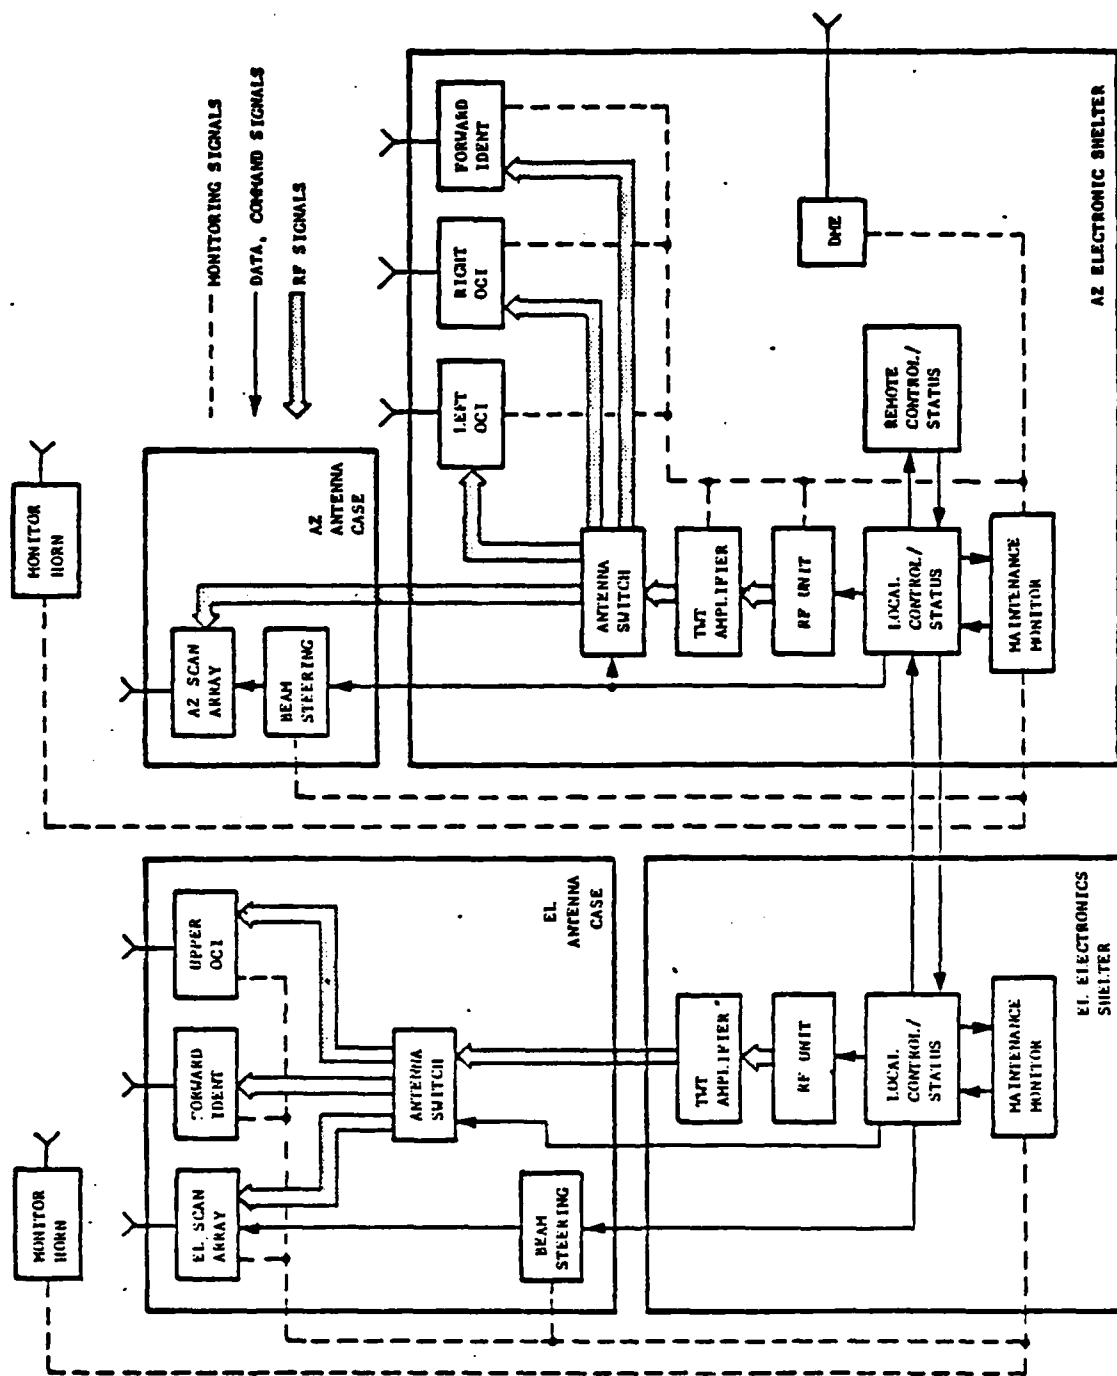 MONITOR
HORN
EL SCAN
ARRAY
FORWARD
IDENT
UPPER
OCI
BEAM
STEERING
ANTENNA
SWITCH
EL
ANTENNA
CASE
TWT
AMPLIFIER
RF UNIT
LOCAL
CONTROL/
STATUS
MAINTENANCE
MONITOR
EL ELECTRONICS
SHELTER
MONITOR
HORN
AZ SCAN
ARRAY
BEAM
STEERING
AZ
ANTENNA
CASE
MONITORING SIGNALS
DATA, COMMAND SIGNALS
RF SIGNALS
LEFT
OCI
RIGHT
OCI
FORWARD
IDENT
ANTENNA
SWITCH
TWT
AMPLIFIER
RF UNIT
LOCAL
CONTROL/
STATUS
REMOTE
CONTROL/
STATUS
MAINTENANCE
MONITOR
DME
AZ ELECTRONIC SHELTER